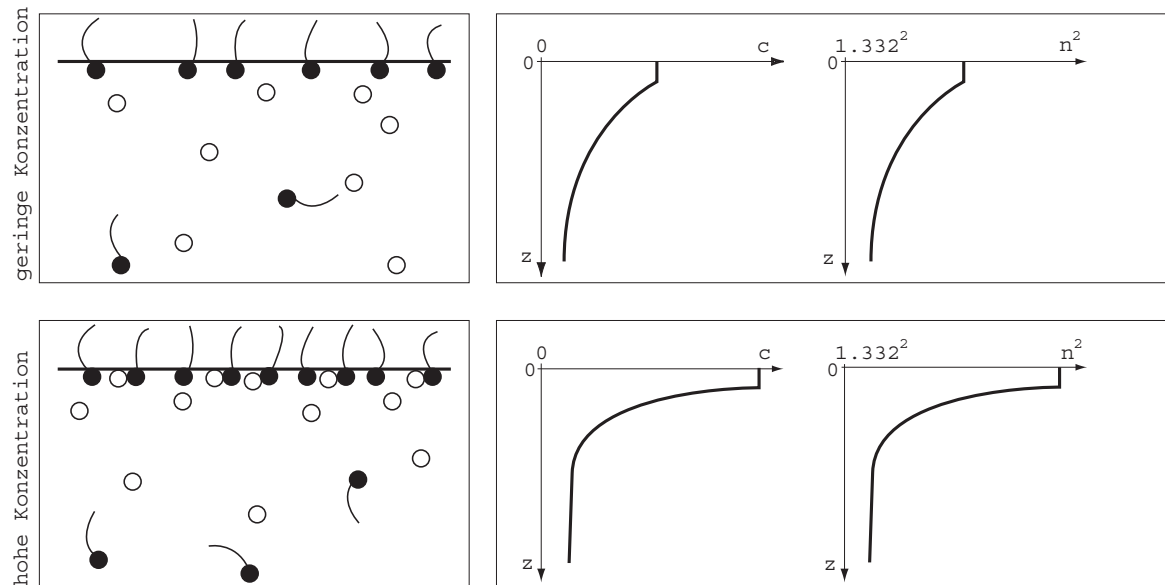 geringe Konzentration
0 c 1.332² n²
0 0
z z
hohe Konzentration
0 c 1.332² n²
0 0
z z